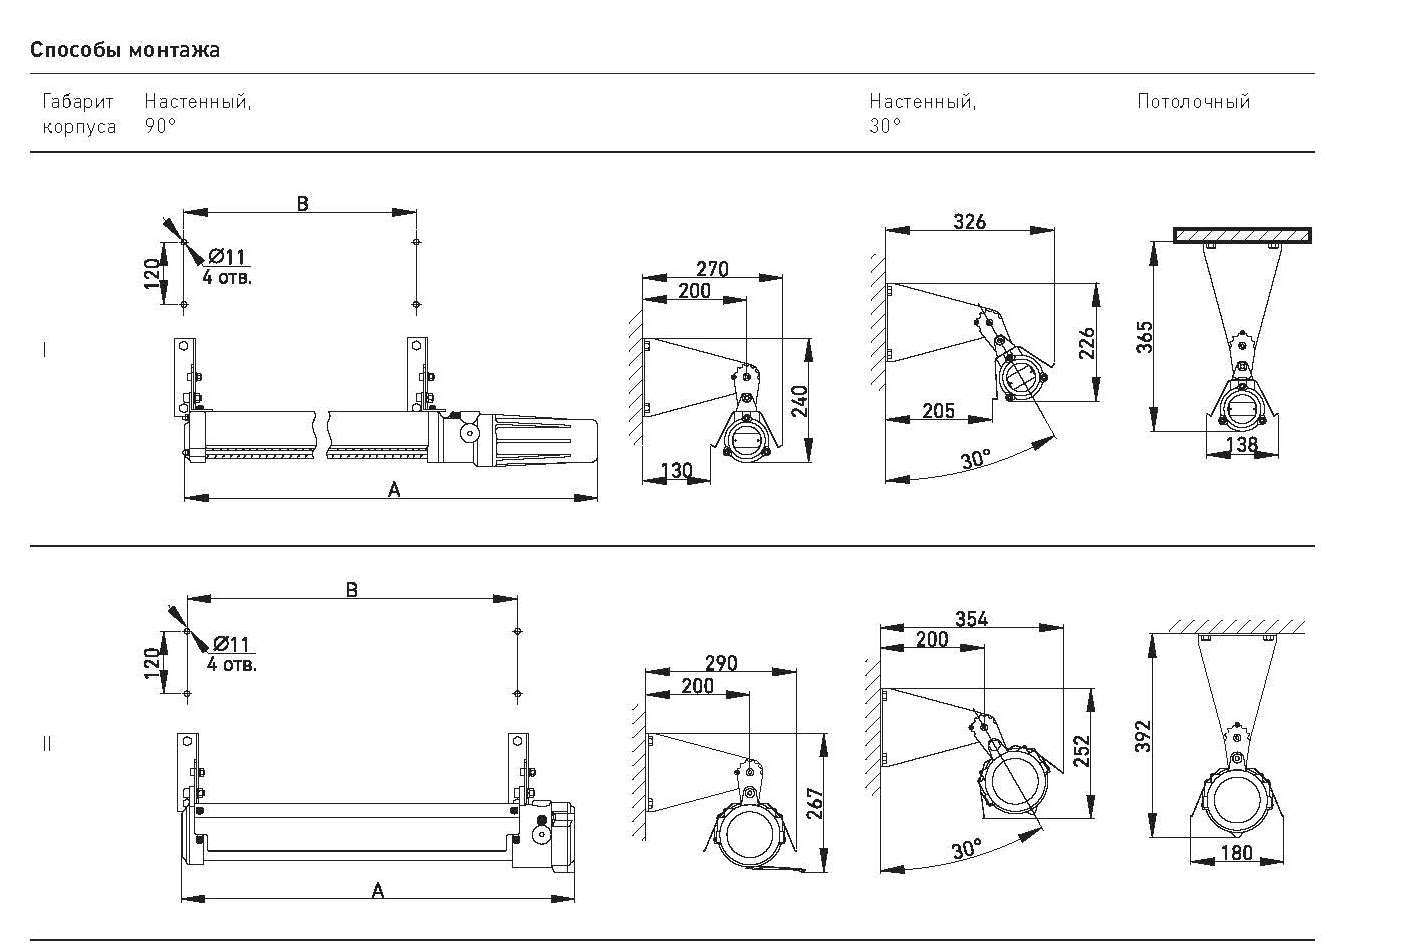 Способы монтажа
Габарит
корпуса
Настенный,
90°
Настенный,
30°
Потолочный
I
B
Ø11
4 отв.
120
A
270
200
240
130
326
226
205
30°
365
138
II
B
Ø11
4 отв.
120
A
290
200
267
354
200
252
30°
392
180